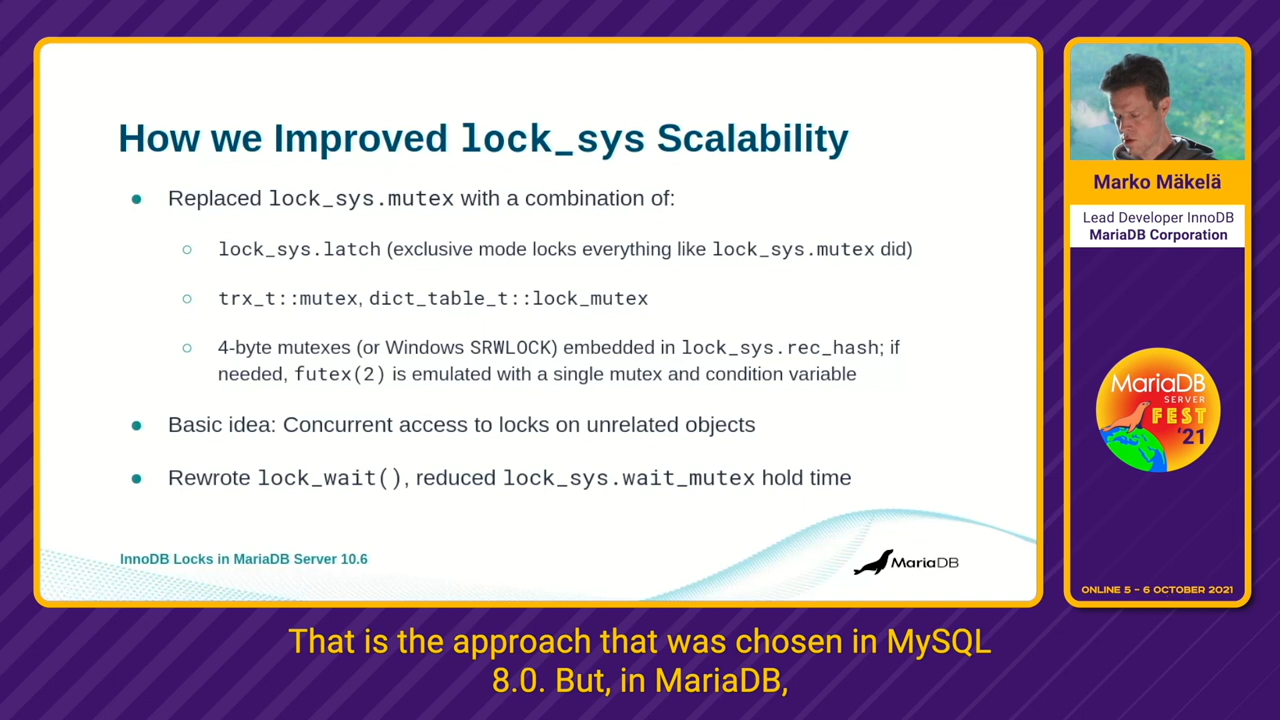 How we Improved lock_sys Scalability
● Replaced lock_sys.mutex with a combination of:
○ lock_sys.latch (exclusive mode locks everything like lock_sys.mutex did)
○ trx_t::mutex, dict_table_t::lock_mutex
○ 4-byte mutexes (or Windows SRWLOCK) embedded in lock_sys.rec_hash; if
needed, futex(2) is emulated with a single mutex and condition variable
● Basic idea: Concurrent access to locks on unrelated objects
● Rewrote lock_wait(), reduced lock_sys.wait_mutex hold time
InnoDB Locks in MariaDB Server 10.6
MariaDB
Marko Mäkelä
Lead Developer InnoDB
MariaDB Corporation
MariaDB
SERVER
FEST
'21
ONLINE 5 - 6 OCTOBER 2021
That is the approach that was chosen in MySQL
8.0. But, in MariaDB,